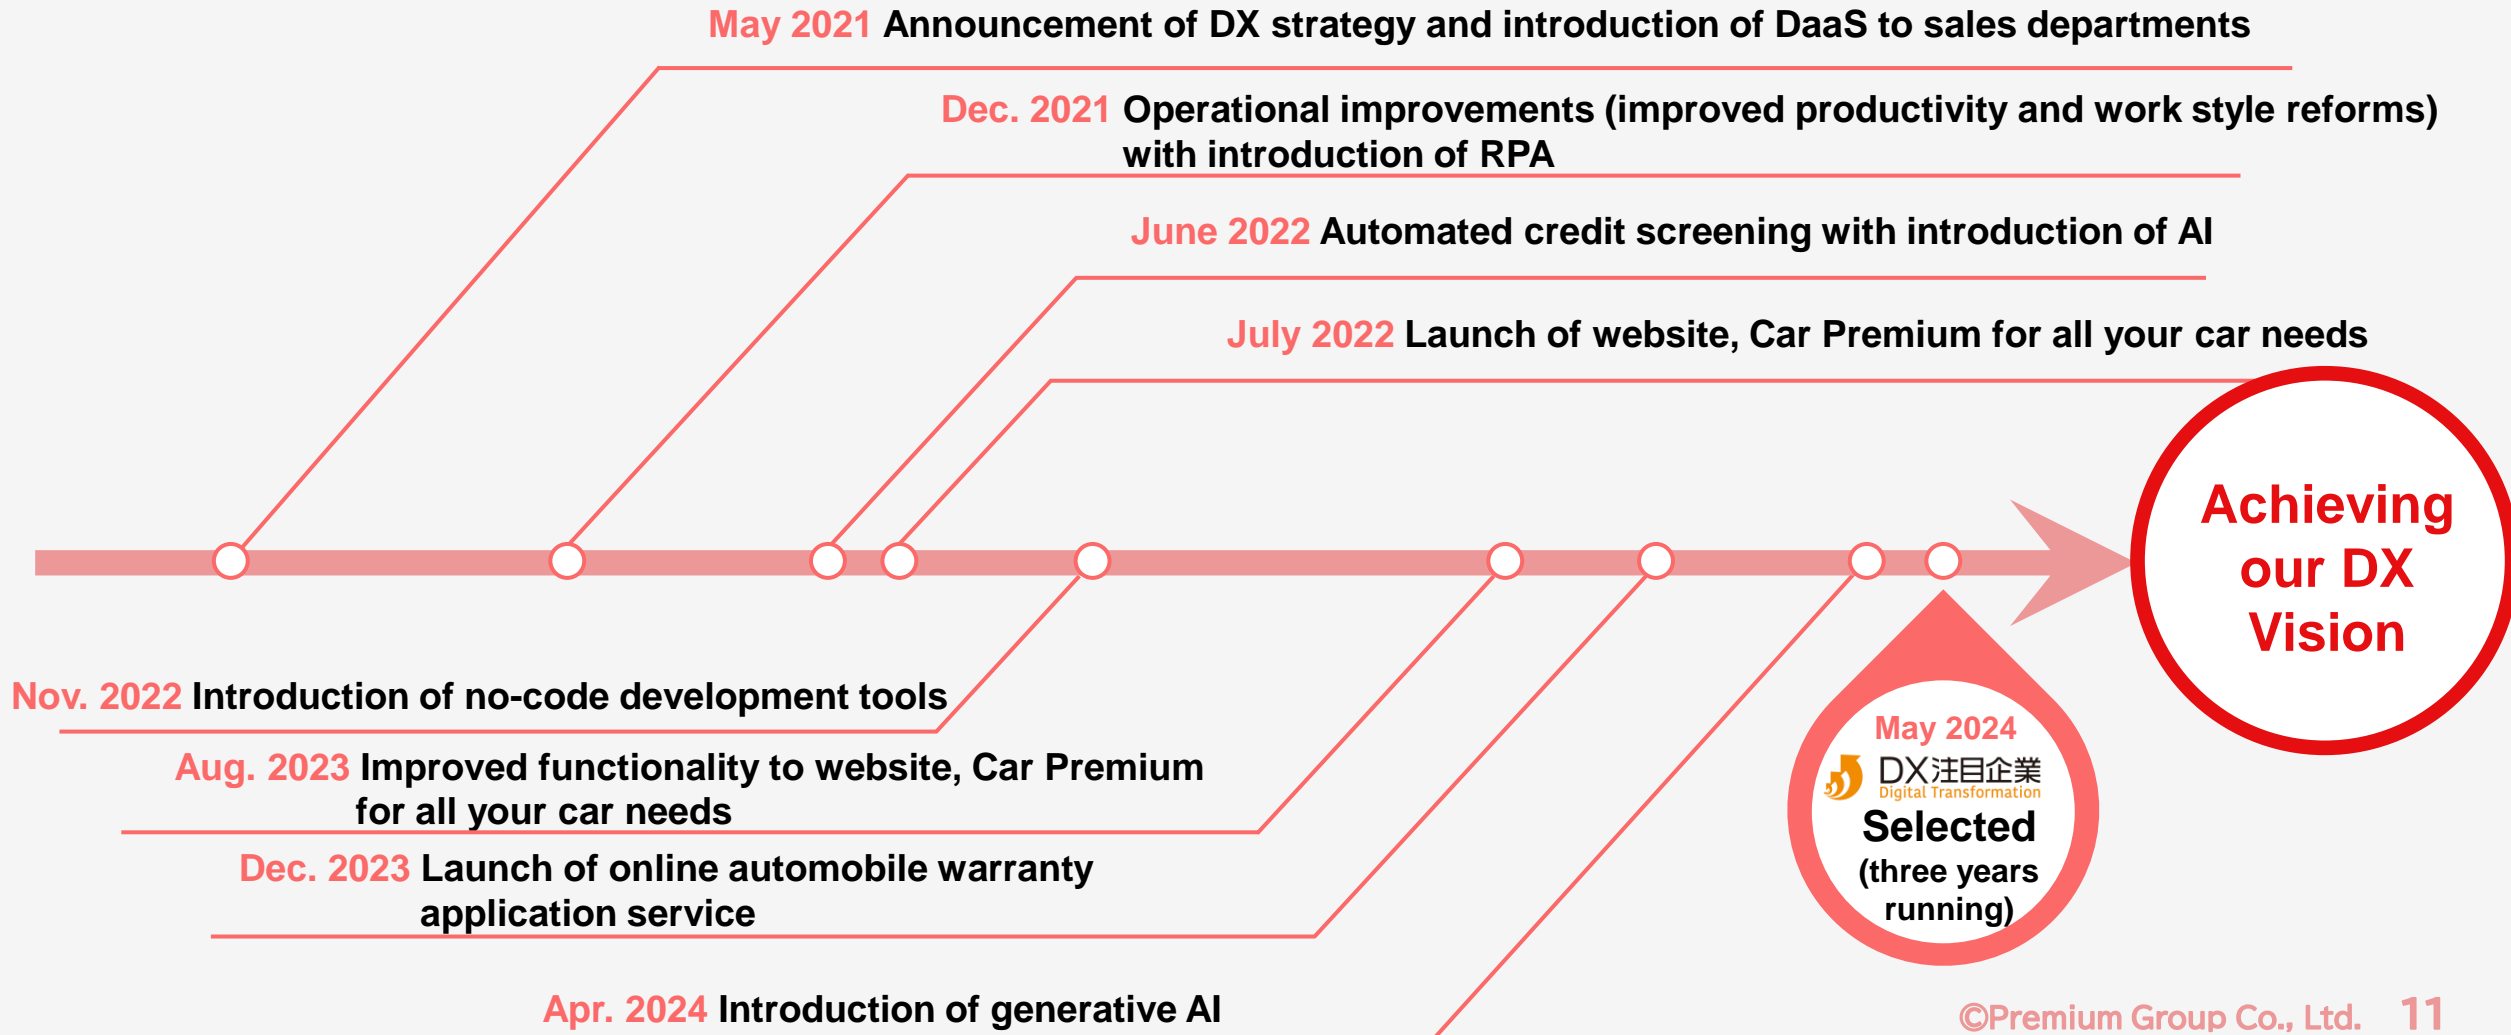 May 2021 Announcement of DX strategy and introduction of DaaS to sales departments
Dec. 2021 Operational improvements (improved productivity and work style reforms)
with introduction of RPA
June 2022 Automated credit screening with introduction of AI
July 2022 Launch of website, Car Premium for all your car needs
Achieving
our DX
Vision
Nov. 2022 Introduction of no-code development tools
Aug. 2023 Improved functionality to website, Car Premium
for all your car needs
Dec. 2023 Launch of online automobile warranty
application service
Apr. 2024 Introduction of generative AI
May 2024
DX注目企業
Digital Transformation
Selected
(three years
running)
©Premium Group Co., Ltd. 11